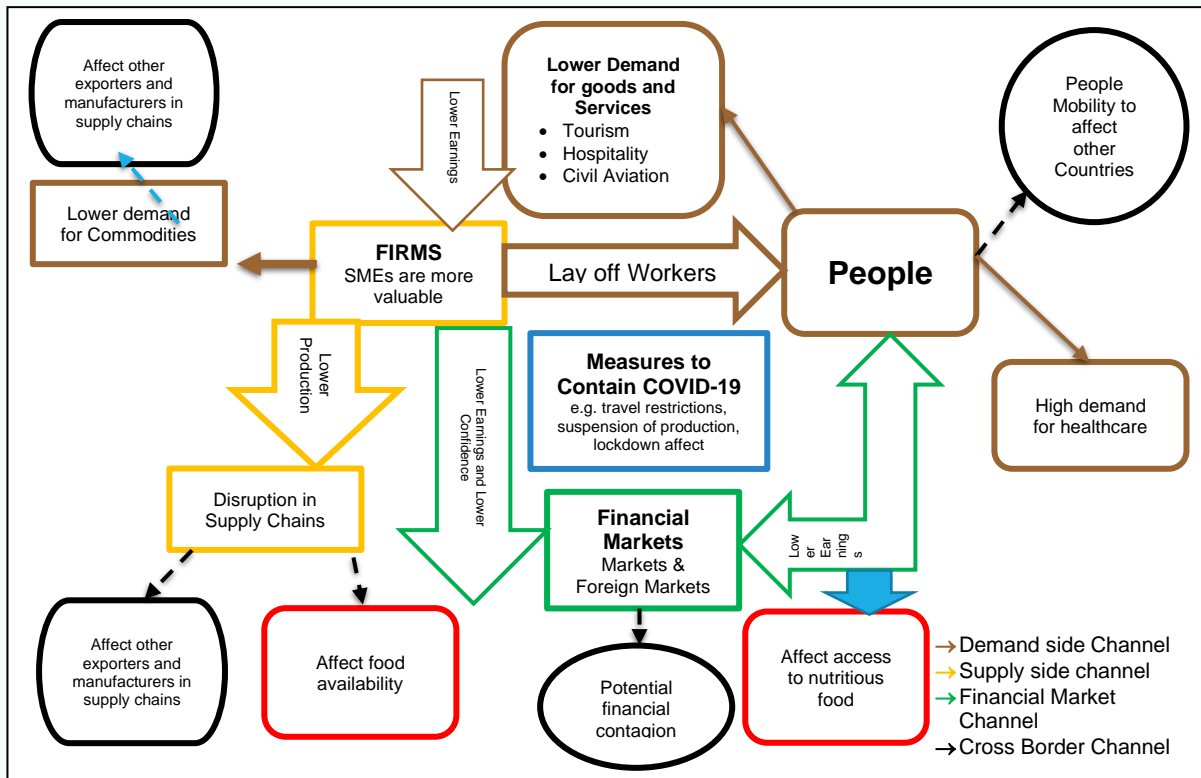 Affect other
exporters and
manufacturers in
supply chains
Lower Earnings
Lower Demand
for goods and
Services
• Tourism
• Hospitality
• Civil Aviation
People
Mobility to
affect
other
Countries
Lower demand
for Commodities
FIRMS
SMEs are more
valuable
Lay off Workers
People
Lower
Production
Lower Earnings and Lower
Confidence
Measures to
Contain COVID-19
e.g. travel restrictions,
suspension of production,
lockdown affect
High demand
for healthcare
Disruption in
Supply Chains
Financial
Markets
Markets &
Foreign Markets
Low
er
Ear
ning
s
Affect other
exporters and
manufacturers in
supply chains
Affect food
availability
Potential
financial
contagion
Affect access
to nutritious
food
Demand side Channel
Supply side channel
Financial Market
Channel
Cross Border Channel